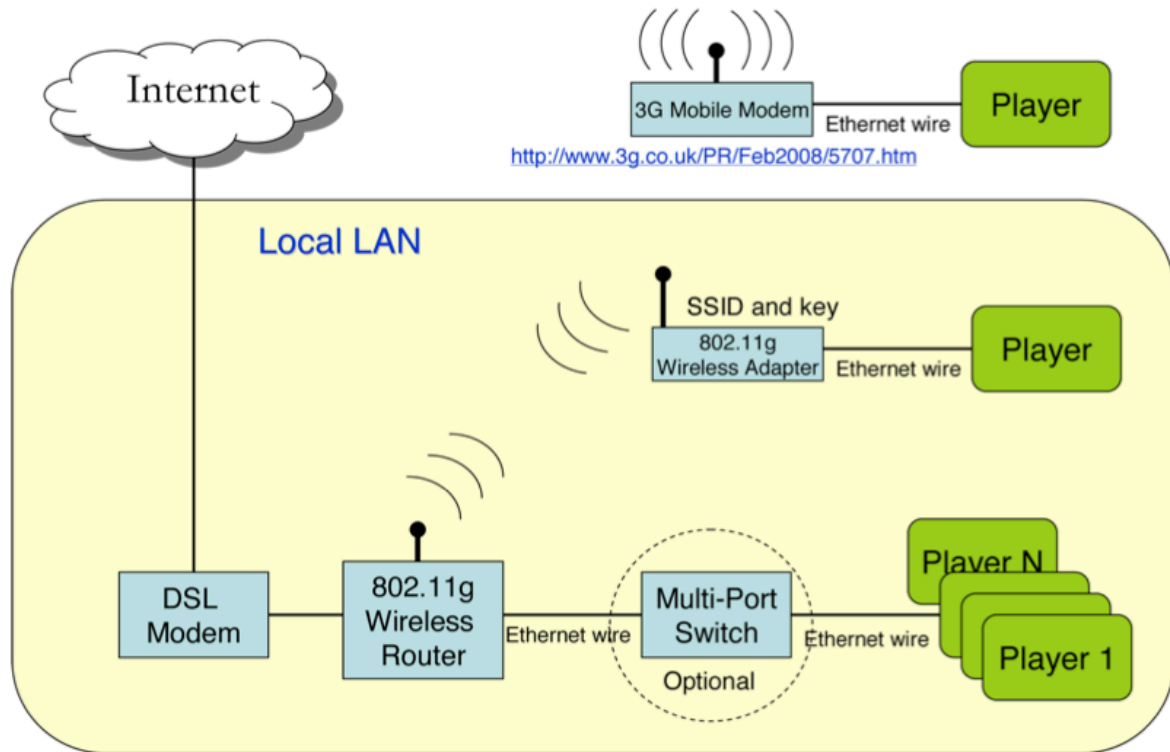 Internet
3G Mobile Modem
Ethernet wire
Player
http://www.3g.co.uk/PR/Feb2008/5707.htm
Local LAN
SSID and key
802.11g
Wireless Adapter
Ethernet wire
Player
DSL
Modem
802.11g
Wireless
Router
Ethernet wire
Multi-Port
Switch
Optional
Ethernet wire
Player N
Player 1